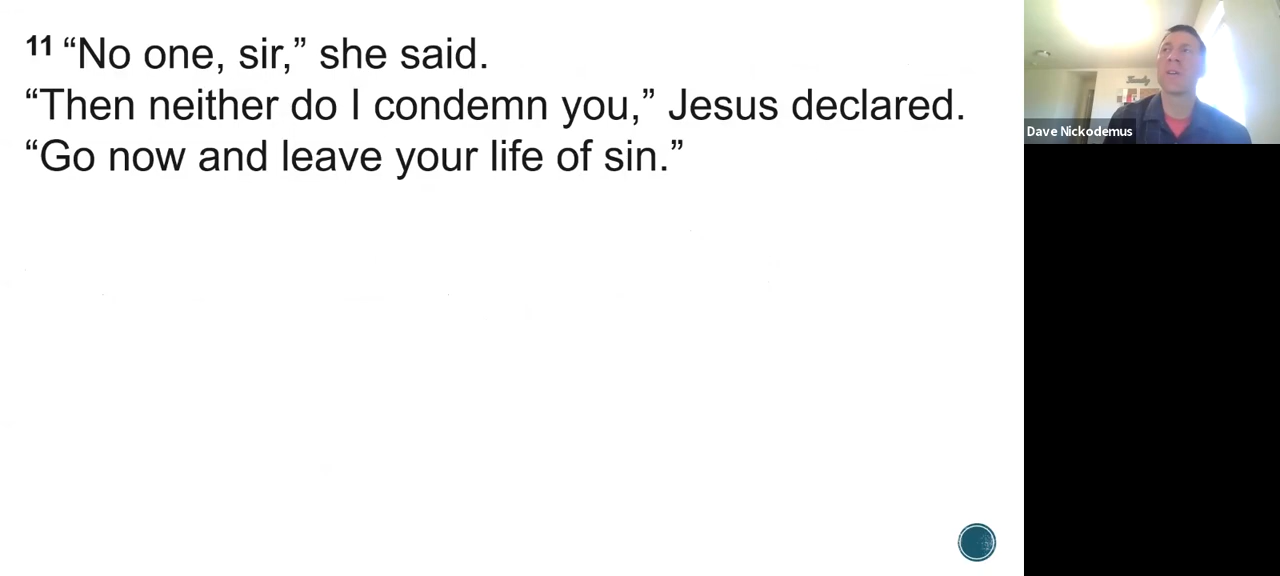 11 “No one, sir,” she said.
“Then neither do I condemn you,” Jesus declared.
“Go now and leave your life of sin.”
Dave Nickodemus